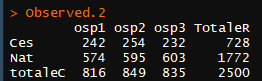 > Observed.2
osp1 osp2 osp3 TotaleR
Ces 242 254 232 728
Nat 574 595 603 1772
totaleC 816 849 835 2500